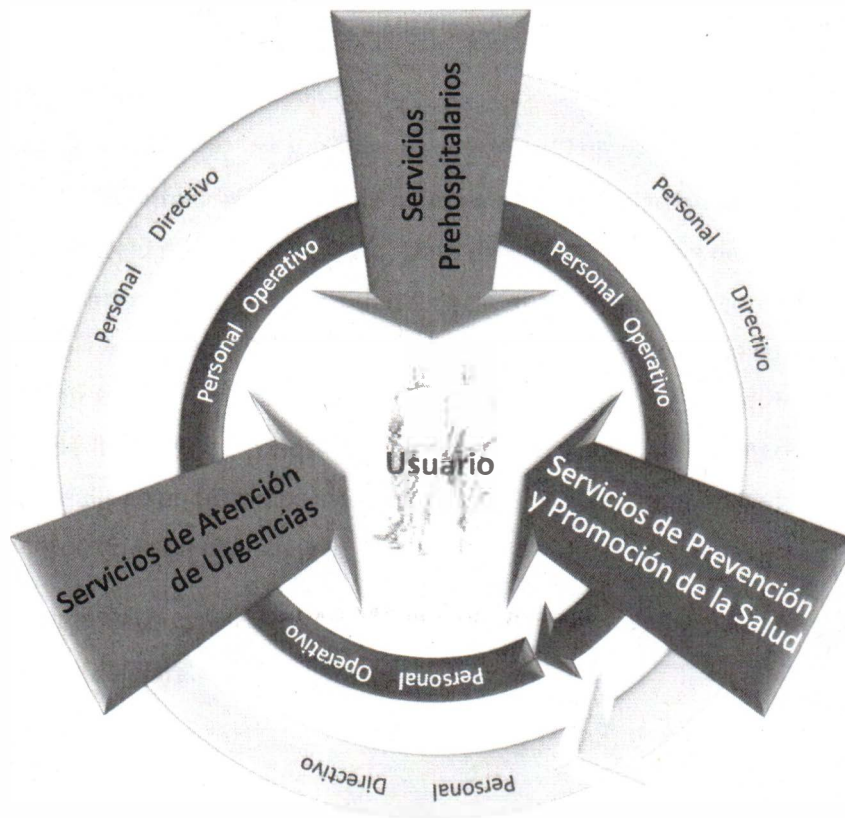 Servicios
Prehospitalarios
Personal Directivo
Personal Directivo
Personal Operativo
Personal Operativo
Usuario
Servicios de Atención
de Urgencias
Servicios de Prevención
y Promoción de la Salud
Personal Operativo
Personal Directivo